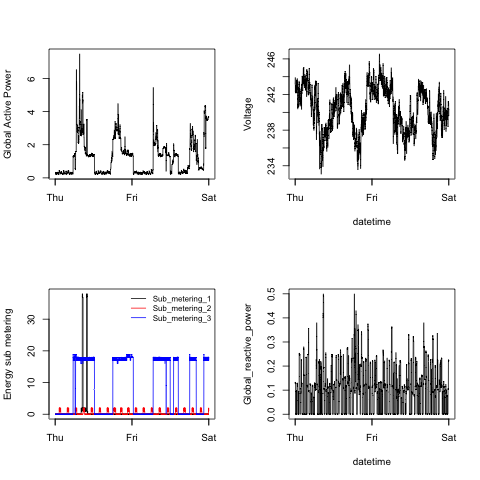 Global Active Power
6
4
2
0
Thu Fri Sat
Voltage
246
242
238
234
Thu Fri Sat
datetime
Energy sub metering
30
20
10
0
Sub_metering_1
Sub_metering_2
Sub_metering_3
Thu Fri Sat
Global_reactive_power
0.5
0.4
0.3
0.2
0.1
0.0
Thu Fri Sat
datetime